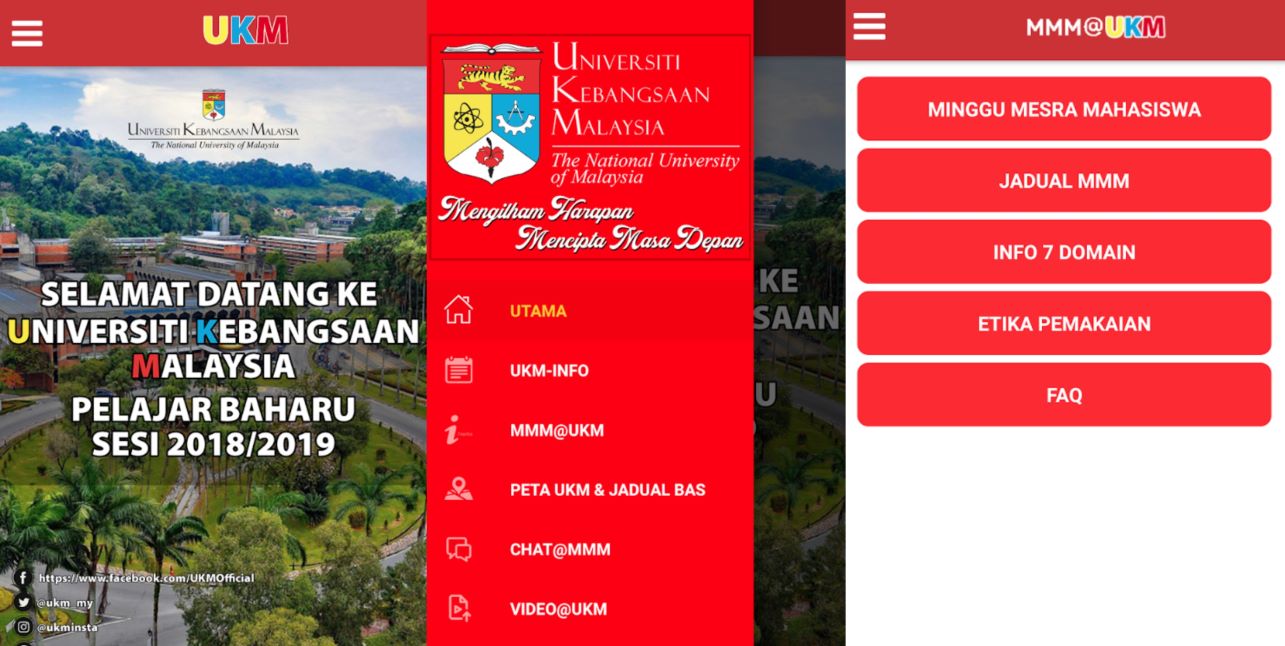 UKM
UNIVERSITI KEBANGSAAN MALAYSIA
The National University of Malaysia
SELAMAT DATANG KE
UNIVERSITI KEBANGSAAN
MALAYSIA
PELAJAR BAHARU
SESI 2018/2019
https://www.facebook.com/UKMOfficial
@ukm_my
@ukminsta
UNIVERSITI
KEBANGSAAN
MALAYSIA
The National University
of Malaysia
Mengilham Harapan
Mencipta Masa Depan
UTAMA
UKM-INFO
MMM@UKM
PETA UKM & JADUAL BAS
CHAT@MMM
VIDEO@UKM
KE
SAAN
U
MMM@UKM
MINGGU MESRA MAHASISWA
JADUAL MMM
INFO 7 DOMAIN
ETIKA PEMAKAIAN
FAQ